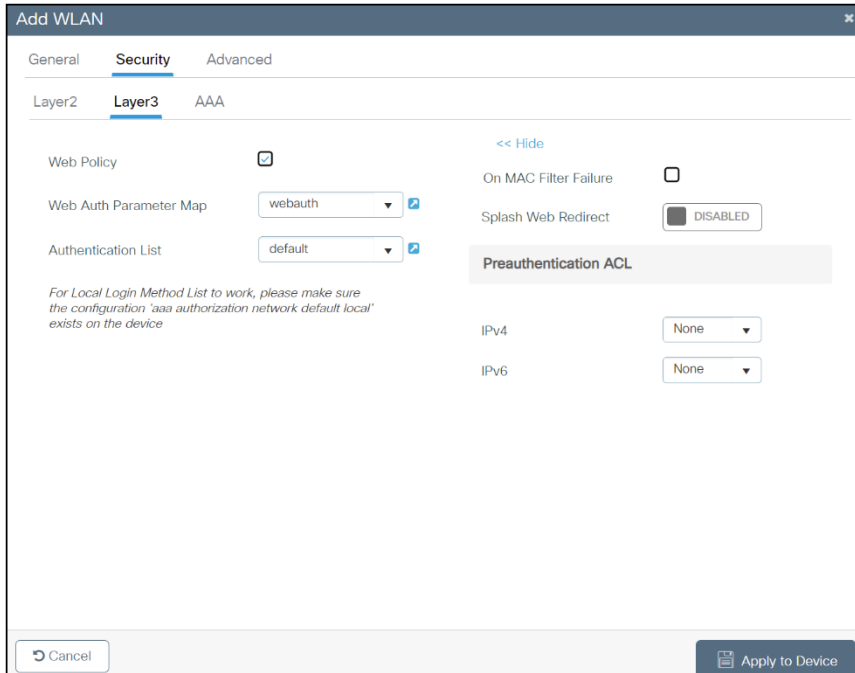 Add WLAN
General Security Advanced
Layer2 Layer3 AAA
<< Hide
Web Policy
On MAC Filter Failure
Web Auth Parameter Map webauth
Splash Web Redirect DISABLED
Authentication List default
Preauthentication ACL
For Local Login Method List to work, please make sure
the configuration 'aaa authorization network default local'
exists on the device
IPv4 None
IPv6 None
Cancel
Apply to Device